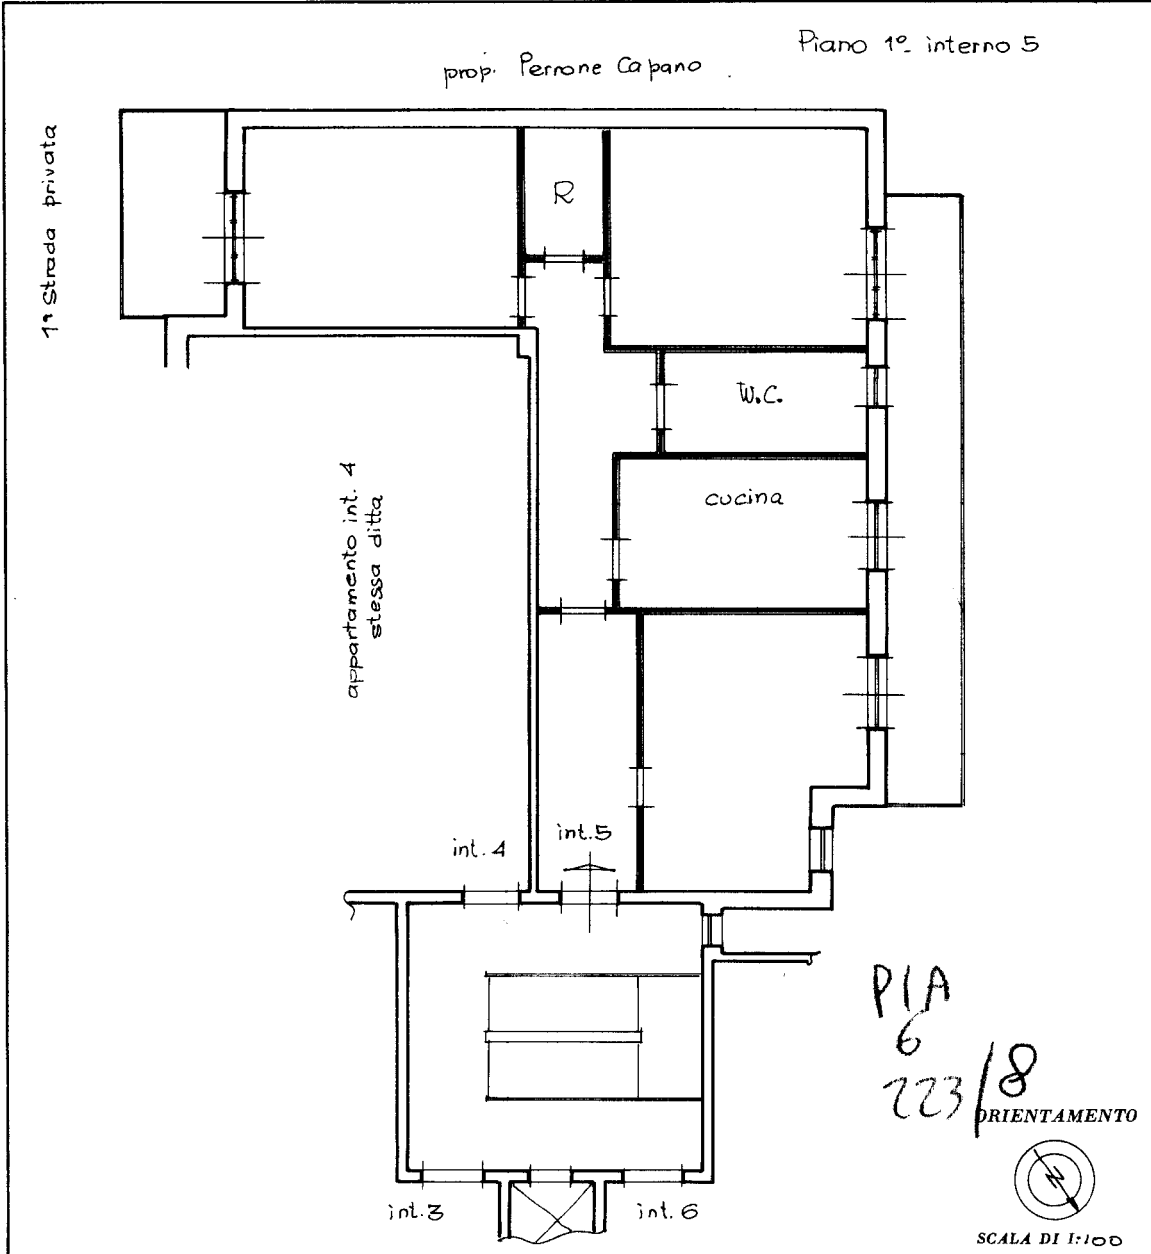 Piano 1º interno 5
prop. Perrone Capano
1ª Strada privata
R
W.C.
cucina
appartamento int. 4
stessa ditta
int. 4
int. 5
int. 3
int. 6
PIA
6
223/8
ORIENTAMENTO
N
SCALA DI 1:100